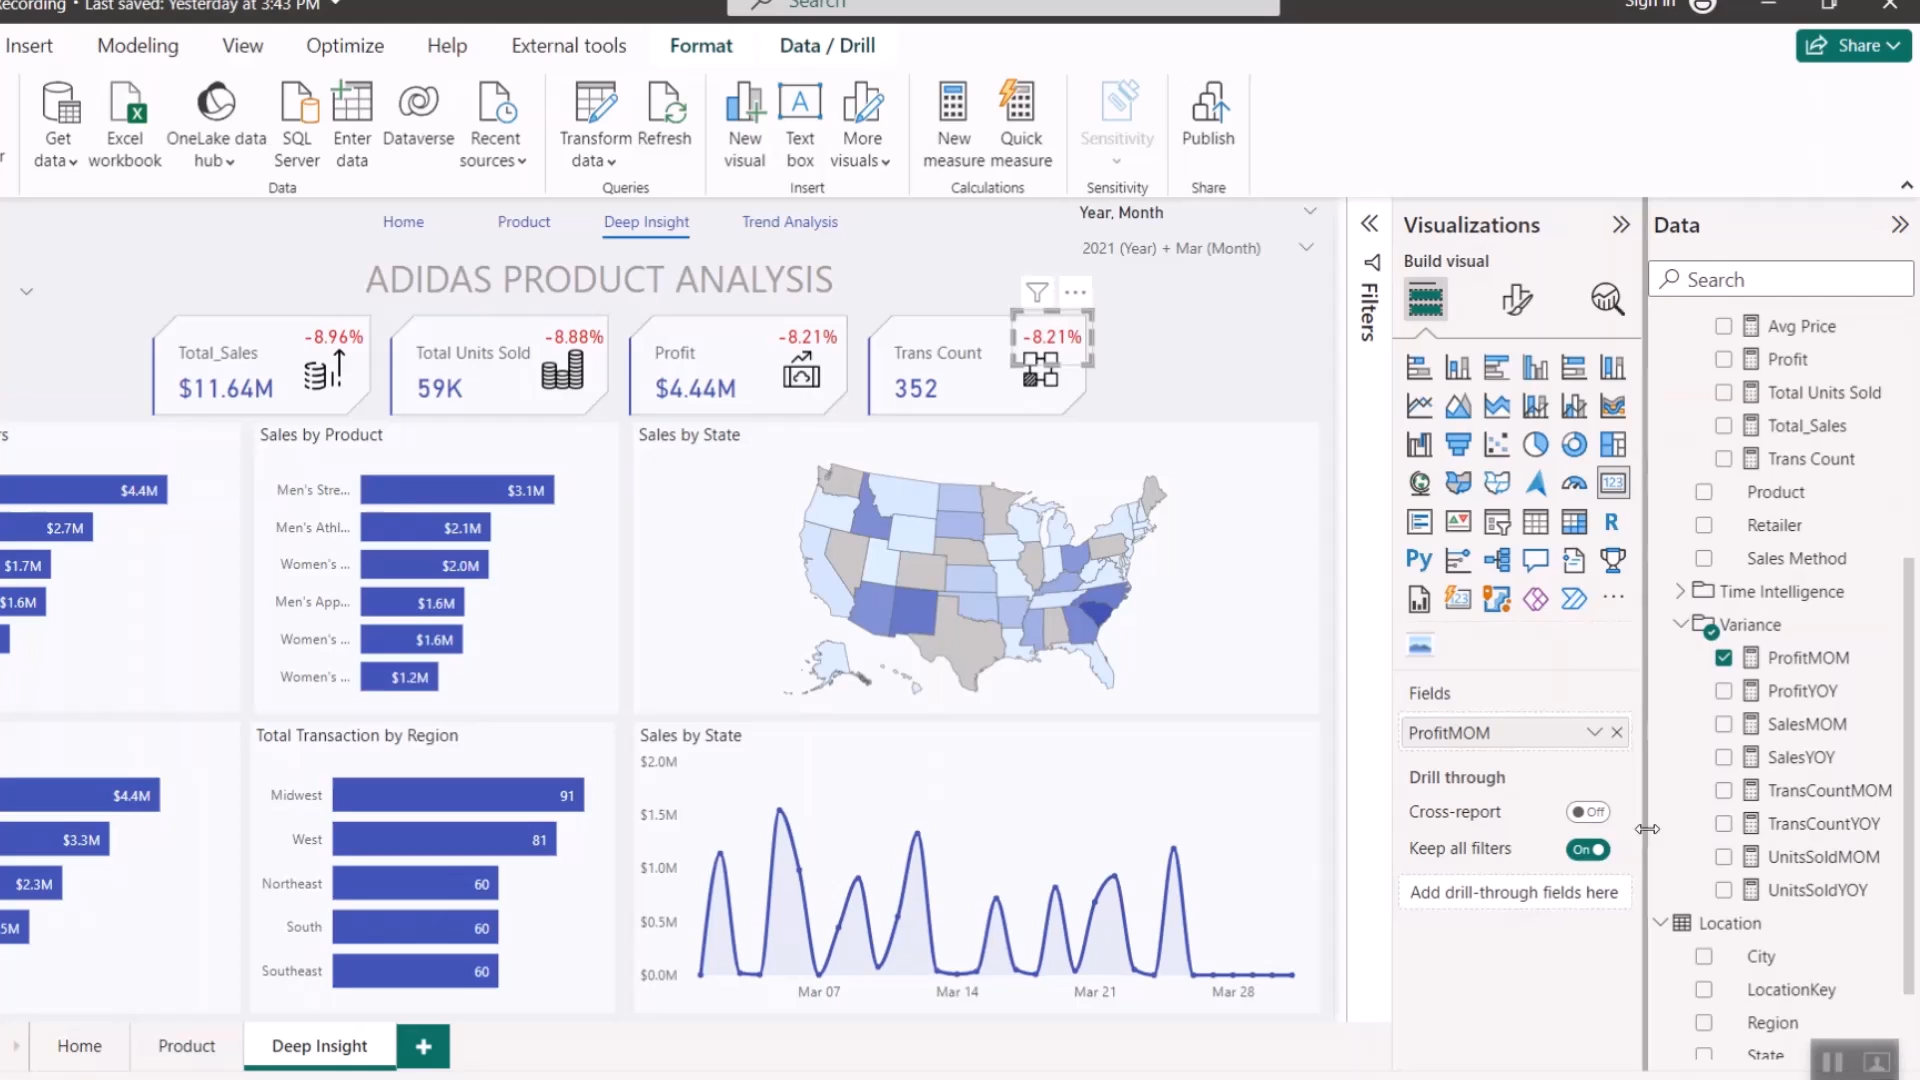 ecording • Last saved: Yesterday at 3:43 PM
Search
Sign in
Insert
Modeling
View
Optimize
Help
External tools
Format
Data / Drill
Share
Get data
Excel workbook
OneLake data hub
SQL Server
Enter data
Dataverse
Recent sources
Data
Transform data
Refresh
Queries
New visual
Text box
More visuals
Insert
New measure
Quick measure
Calculations
Sensitivity
Sensitivity
Publish
Share
Home
Product
Deep Insight
Trend Analysis
Year, Month
2021 (Year) + Mar (Month)
ADIDAS PRODUCT ANALYSIS
-8.96%
Total_Sales
$11.64M
-8.88%
Total Units Sold
59K
-8.21%
Profit
$4.44M
-8.21%
Trans Count
352
s
$4.4M
$2.7M
$1.7M
$1.6M
Sales by Product
Men's Stre... $3.1M
Men's Athl... $2.1M
Women's ... $2.0M
Men's App... $1.6M
Women's ... $1.6M
Women's ... $1.2M
Sales by State
$4.4M
$3.3M
$2.3M
5M
Total Transaction by Region
Midwest 91
West 81
Northeast 60
South 60
Southeast 60
Sales by State
$2.0M
$1.5M
$1.0M
$0.5M
$0.0M
Mar 07
Mar 14
Mar 21
Mar 28
Home
Product
Deep Insight
Filters
Visualizations
Build visual
123
123
R
Py
123
Fields
ProfitMOM
Drill through
Cross-report
Off
Keep all filters
On
Add drill-through fields here
Data
Search
Avg Price
Profit
Total Units Sold
Total_Sales
Trans Count
Product
Retailer
Sales Method
Time Intelligence
Variance
ProfitMOM
ProfitYOY
SalesMOM
SalesYOY
TransCountMOM
TransCountYOY
UnitsSoldMOM
UnitsSoldYOY
Location
City
LocationKey
Region
State